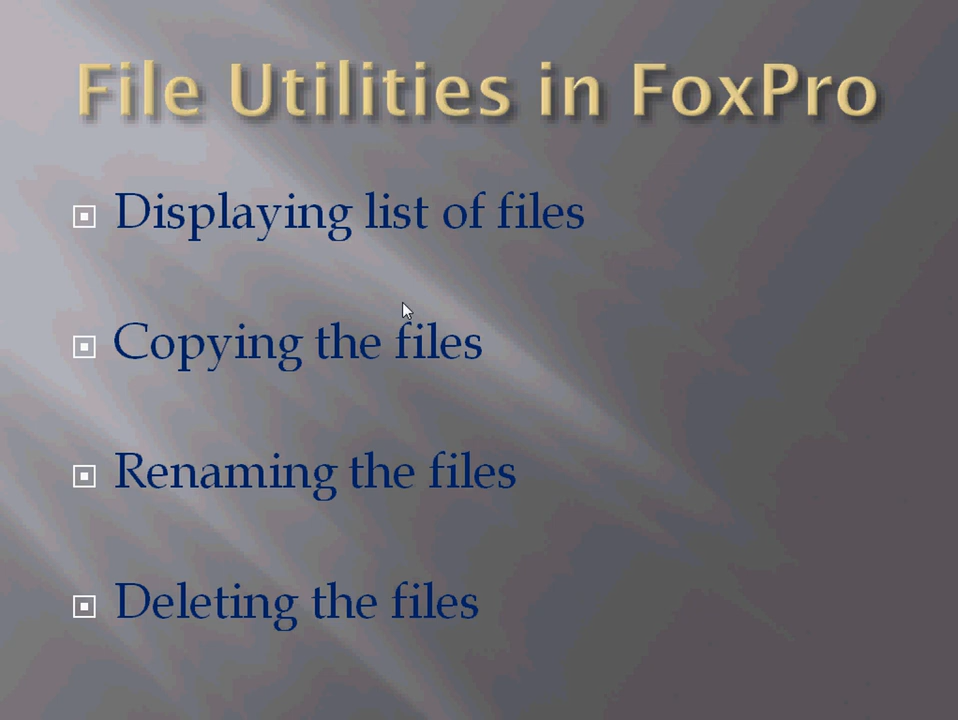 File Utilities in FoxPro
Displaying list of files
Copying the files
Renaming the files
Deleting the files